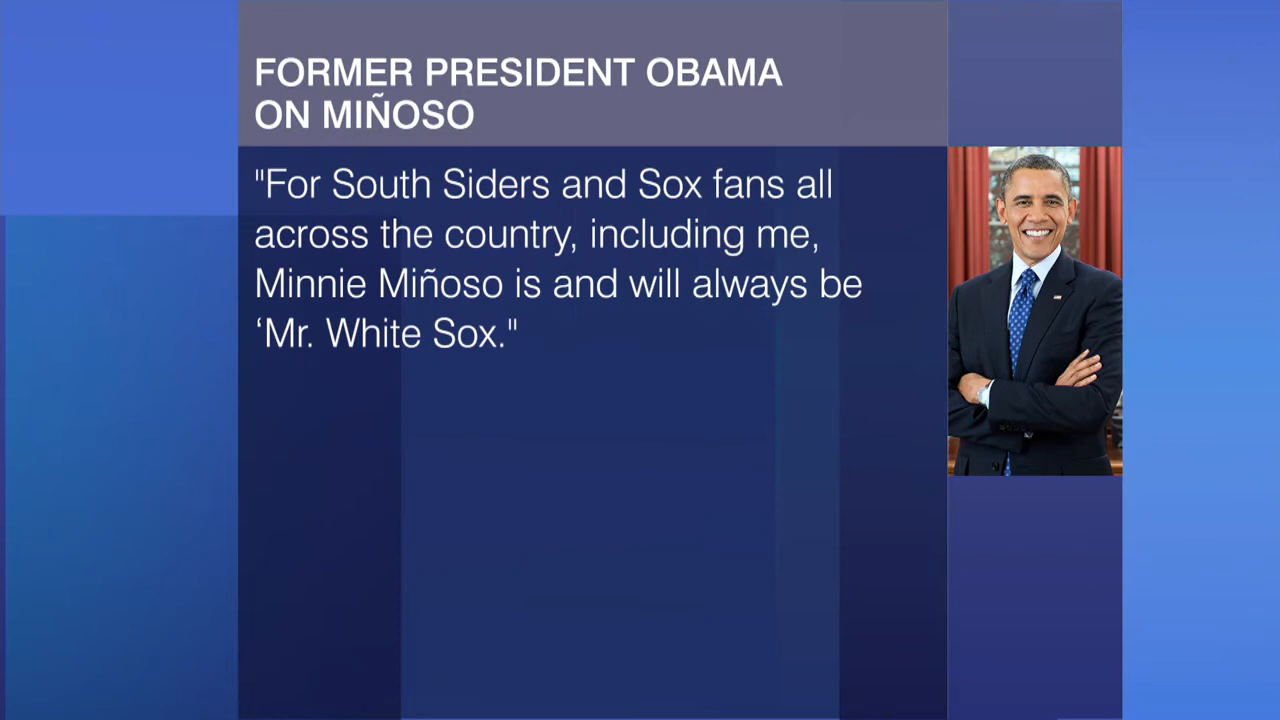 FORMER PRESIDENT OBAMA
ON MIÑOSO
"For South Siders and Sox fans all
across the country, including me,
Minnie Miñoso is and will always be
‘Mr. White Sox."